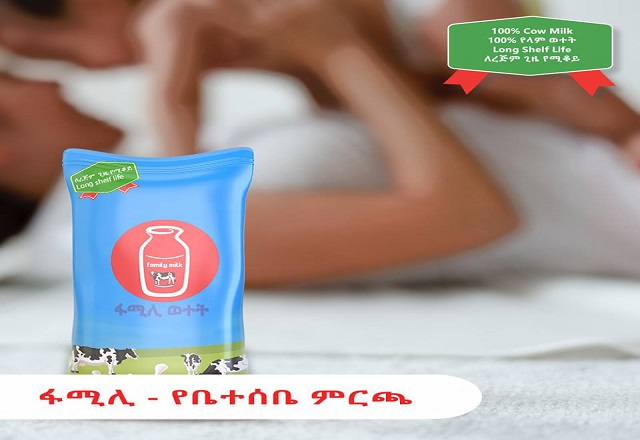 100% Cow Milk
100% የላም ወተት
Long Shelf Life
ለረጅም ጊዜ የሚቆይ
ለረጅም ጊዜ የሚቆይ
Long shelf life
family milk
ፋሚሊ ወተት
ፋሚሊ - የቤተሰቤ ምርጫ